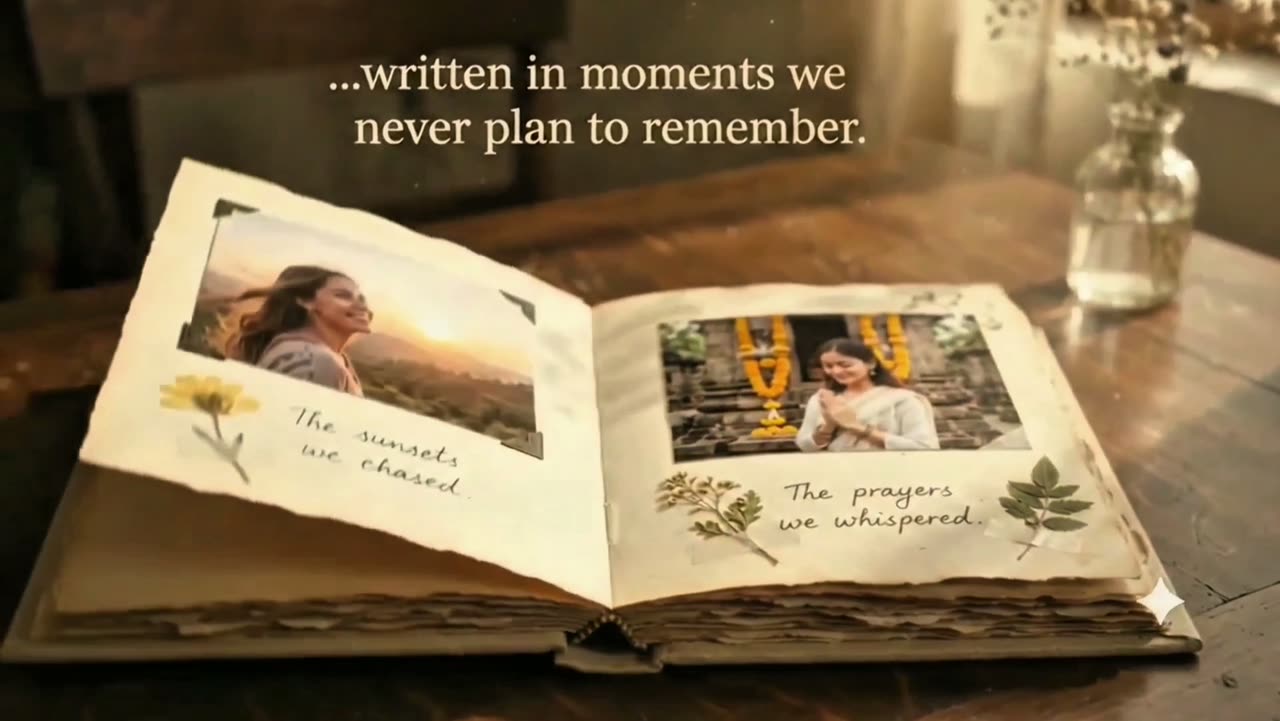 ...written in moments we
never plan to remember.
The sunsets
we chased.
The prayers
we whispered.